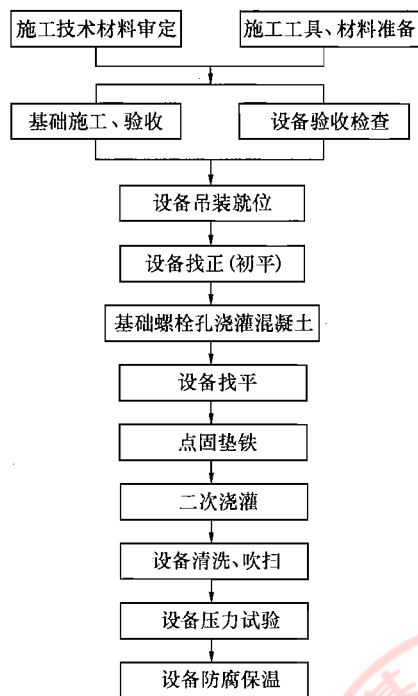 施工技术材料审定
施工工具、材料准备
基础施工、验收
设备验收检查
设备吊装就位
设备找正(初平)
基础螺栓孔浇灌混凝土
设备找平
点固垫铁
二次浇灌
设备清洗、吹扫
设备压力试验
设备防腐保温